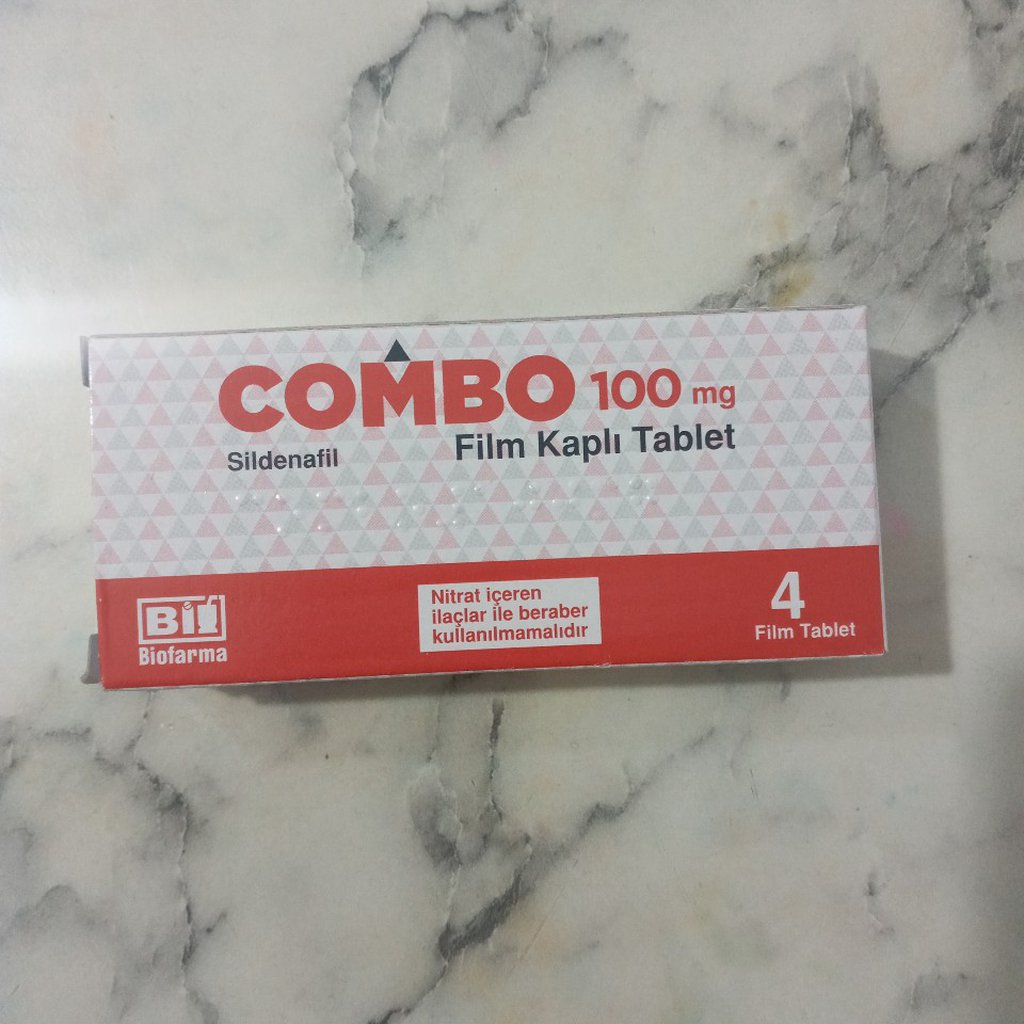 COMBO 100 mg
Sildenafil
Film Kaplı Tablet
BİO
Biofarma
Nitrat içeren
ilaçlar ile beraber
kullanılmamalıdır
4
Film Tablet